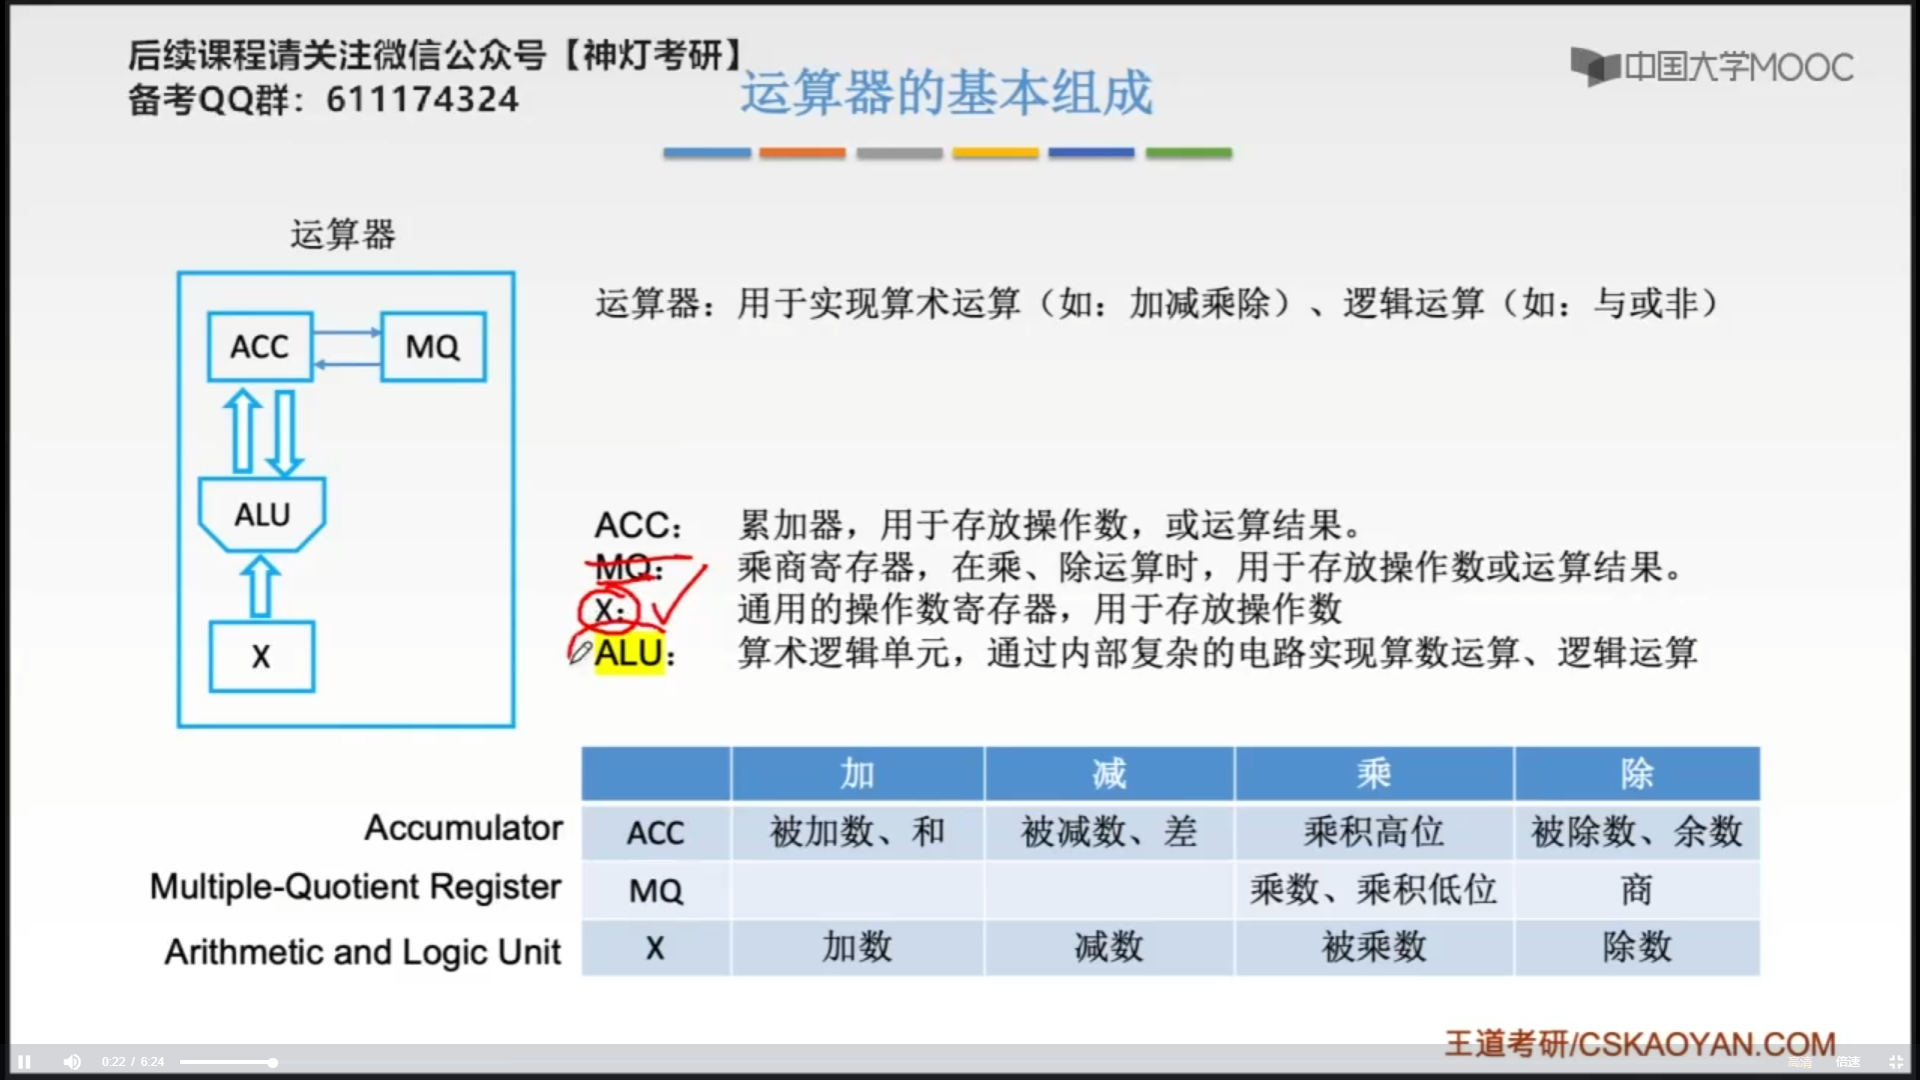 后续课程请关注微信公众号【神灯考研】
备考QQ群：611174324
中国大学MOOC
运算器的基本组成
运算器
ACC
MQ
ALU
X
运算器：用于实现算术运算（如：加减乘除）、逻辑运算（如：与或非）
ACC： 累加器，用于存放操作数，或运算结果。
MQ： 乘商寄存器，在乘、除运算时，用于存放操作数或运算结果。
X： 通用的操作数寄存器，用于存放操作数
ALU： 算术逻辑单元，通过内部复杂的电路实现算数运算、逻辑运算
加 减 乘 除
Accumulator ACC 被加数、和 被减数、差 乘积高位 被除数、余数
Multiple-Quotient Register MQ 乘数、乘积低位 商
Arithmetic and Logic Unit X 加数 减数 被乘数 除数
王道考研/CSKAOYAN.COM
0:22 / 6:24
高清 倍速